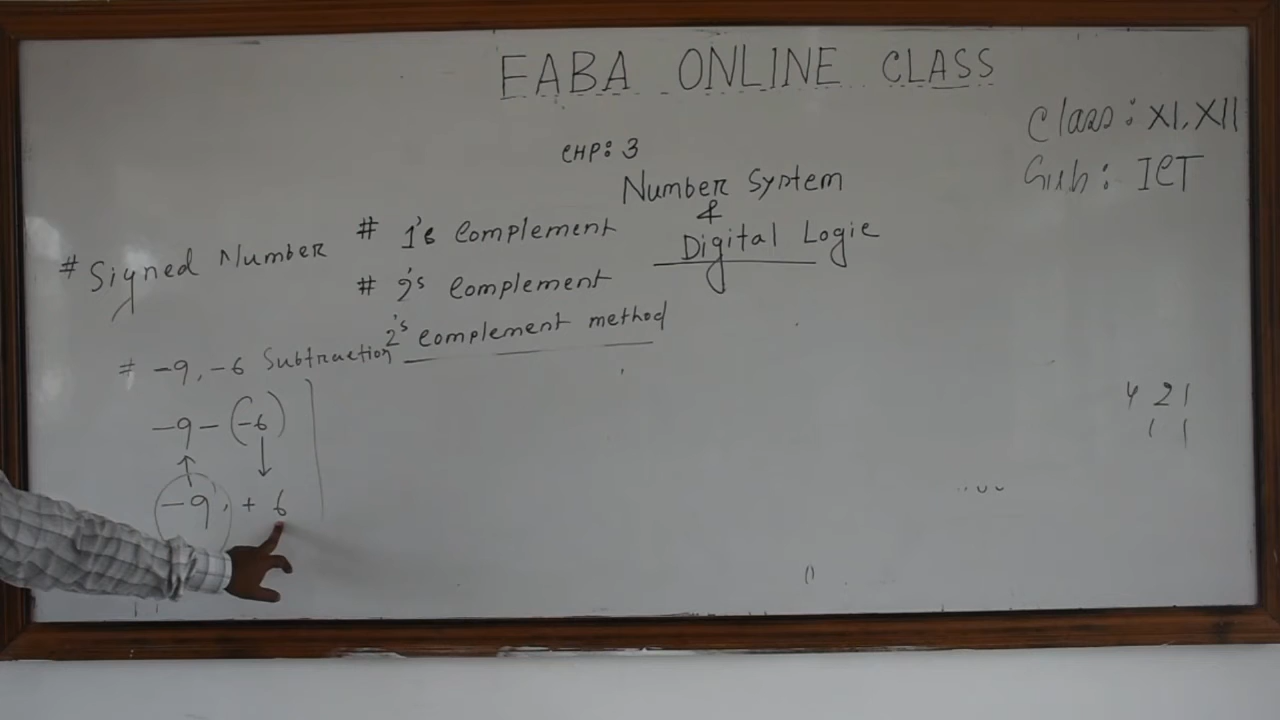 EABA ONLINE CLASS
Class: XI, XII
Sub: ICT
CHP: 3
Number System
&
Digital Logic
# Signed Number
# 1's complement
# 2's complement
# -9, -6 Subtraction 2's complement method
-9 - (-6)
-9, + 6
4 2 1
1 1